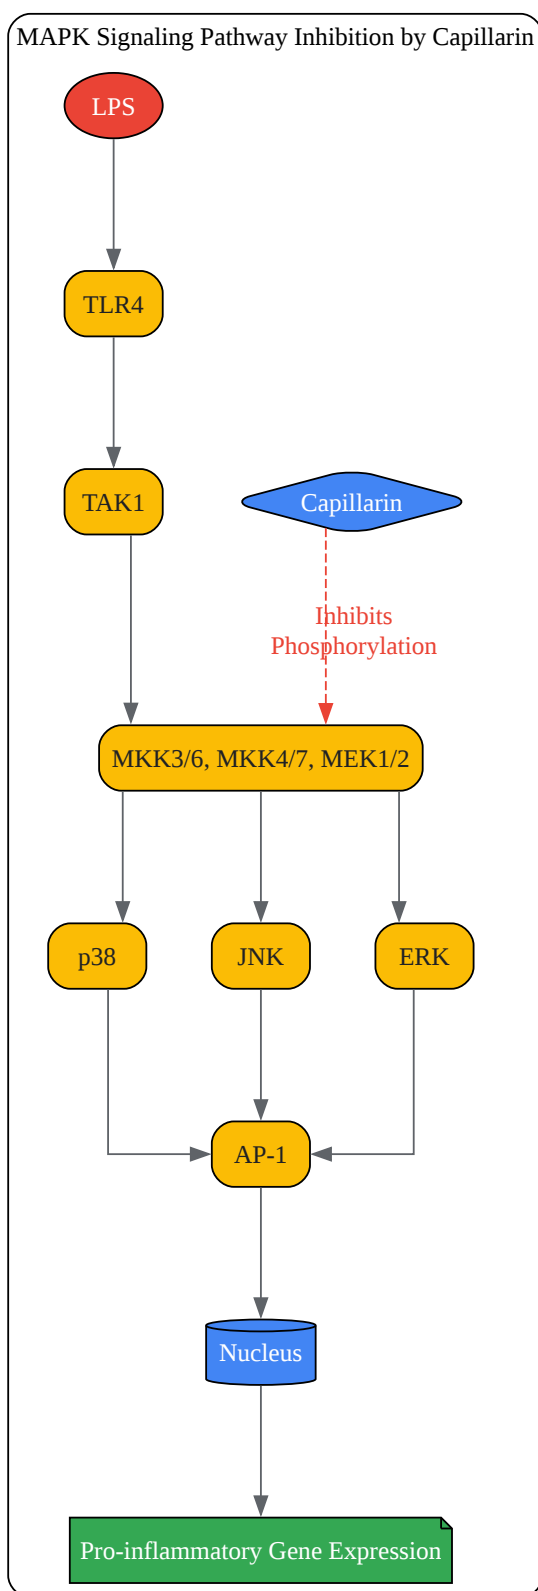 MAPK Signaling Pathway Inhibition by Capillarin
LPS
TLR4
TAK1
Capillarin
Inhibits
Phosphorylation
MKK3/6, MKK4/7, MEK1/2
p38
JNK
ERK
AP-1
Nucleus
Pro-inflammatory Gene Expression